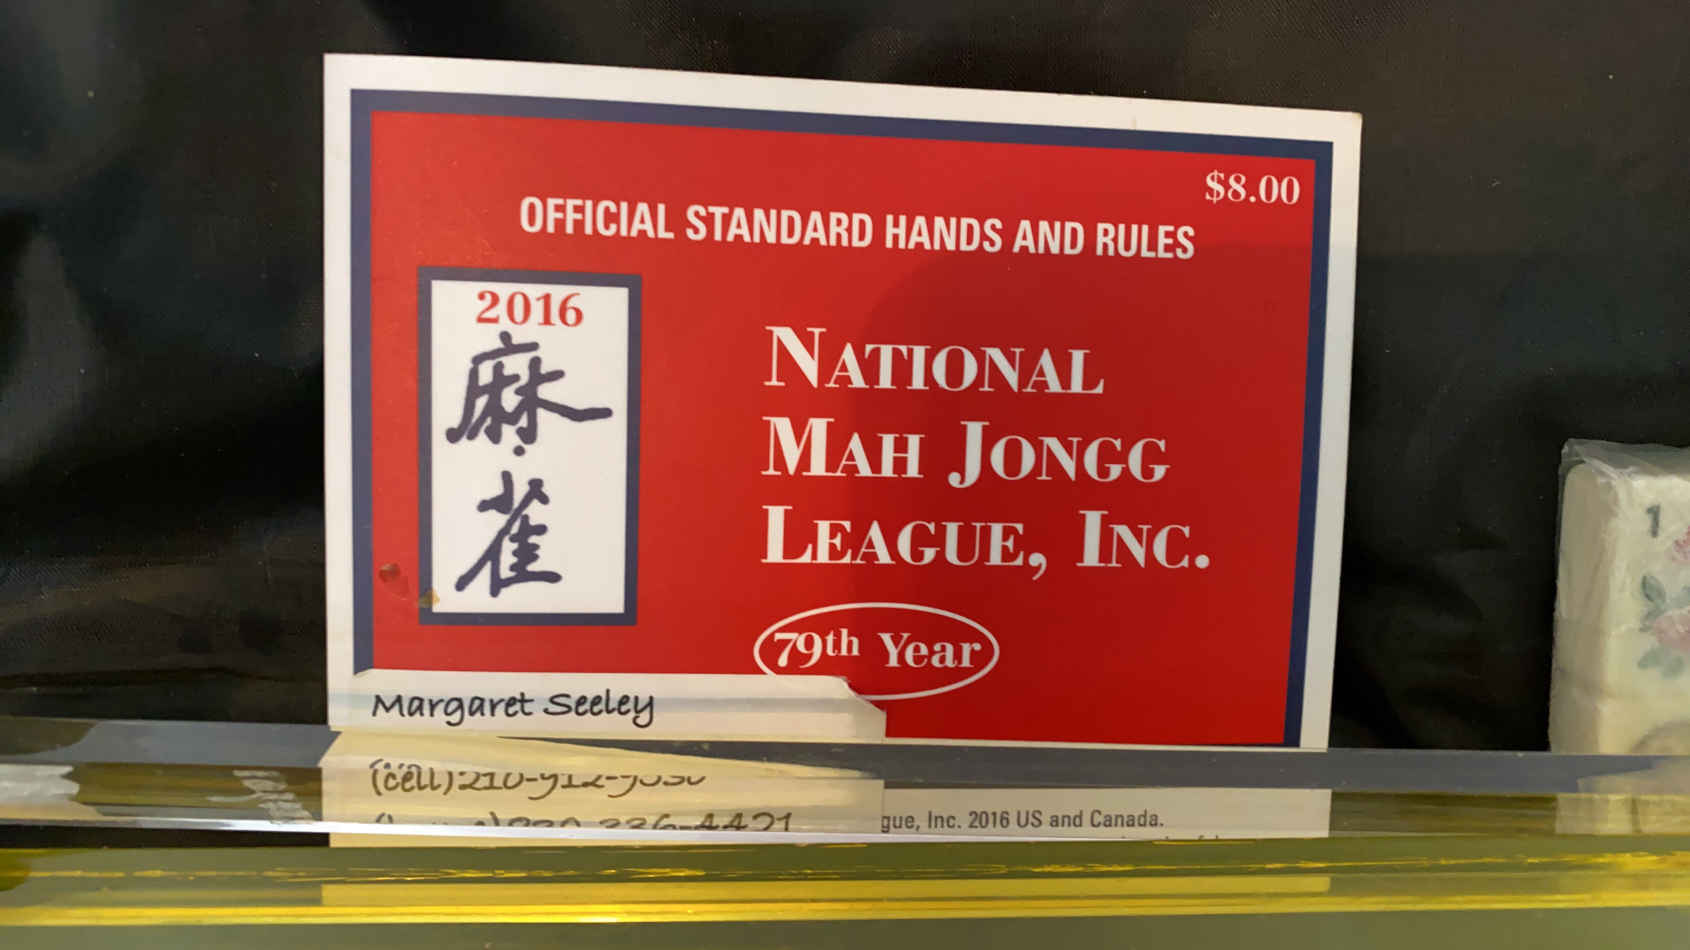 $8.00
OFFICIAL STANDARD HANDS AND RULES
2016
麻
雀
NATIONAL
MAH JONGG
LEAGUE, INC.
79th Year
Margaret Seeley
(cell)
gue, Inc. 2016 US and Canada.
1